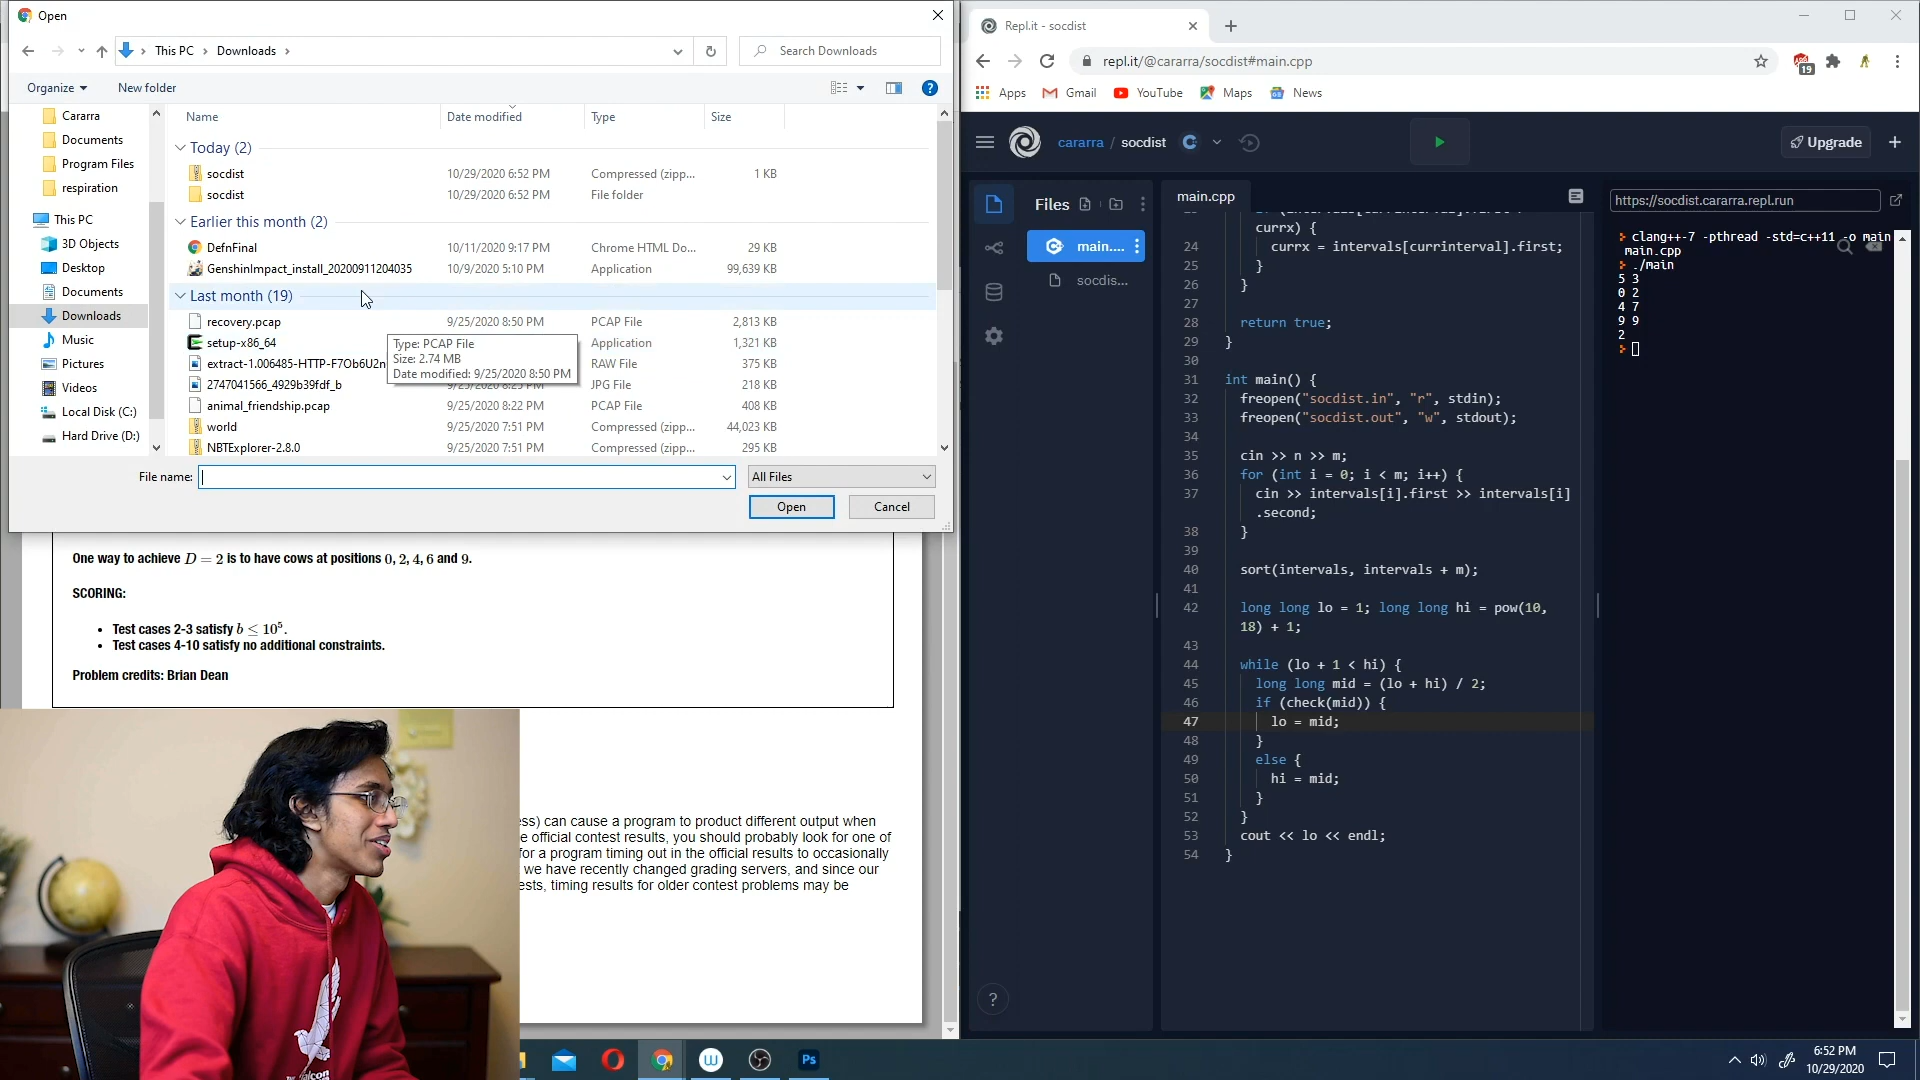 Open
This PC
Downloads
Search Downloads
Organize
New folder
Cararra
Documents
Program Files
respiration
This PC
3D Objects
Desktop
Documents
Downloads
Music
Pictures
Videos
Local Disk (C:)
Hard Drive (D:)
Name Date modified Type Size
Today (2)
socdist 10/29/2020 6:52 PM Compressed (zipp... 1 KB
socdist 10/29/2020 6:52 PM File folder
Earlier this month (2)
DefnFinal 10/11/2020 9:17 PM Chrome HTML Do... 29 KB
GenshinImpact_install_20200911204035 10/9/2020 5:10 PM Application 99,639 KB
Last month (19)
recovery.pcap 9/25/2020 8:50 PM PCAP File 2,813 KB
setup-x86_64 Application 1,321 KB
extract-1.006485-HTTP-F7Ob6U2n RAW File 375 KB
2747041566_4929b39fdf_b 9/25/2020 8:25 PM JPG File 218 KB
animal_friendship.pcap 9/25/2020 8:22 PM PCAP File 408 KB
world 9/25/2020 7:51 PM Compressed (zipp... 44,023 KB
NBTExplorer-2.8.0 9/25/2020 7:51 PM Compressed (zipp... 295 KB
Type: PCAP File
Size: 2.74 MB
Date modified: 9/25/2020 8:50 PM
File name:
All Files
Open
Cancel
One way to achieve D = 2 is to have cows at positions 0, 2, 4, 6 and 9.
SCORING:
• Test cases 2-3 satisfy b ≤ 10⁵.
• Test cases 4-10 satisfy no additional constraints.
Problem credits: Brian Dean
ss) can cause a program to product different output when
e official contest results, you should probably look for one of
for a program timing out in the official results to occasionally
we have recently changed grading servers, and since our
ests, timing results for older contest problems may be
Repl.it - socdist
repl.it/@cararra/socdist#main.cpp
19
Apps
Gmail
YouTube
Maps
News
cararra / socdist
Upgrade
Files
main....
socdis...
main.cpp
currx) {
24 currx = intervals[currinterval].first;
25 }
26 }
27
28 return true;
29 }
30
31 int main() {
32 freopen("socdist.in", "r", stdin);
33 freopen("socdist.out", "w", stdout);
34
35 cin >> n >> m;
36 for (int i = 0; i < m; i++) {
37 cin >> intervals[i].first >> intervals[i]
.second;
38 }
39
40 sort(intervals, intervals + m);
41
42 long long lo = 1; long long hi = pow(10,
18) + 1;
43
44 while (lo + 1 < hi) {
45 long long mid = (lo + hi) / 2;
46 if (check(mid)) {
47 lo = mid;
48 }
49 else {
50 hi = mid;
51 }
52 }
53 cout << lo << endl;
54 }
https://socdist.cararra.repl.run
clang++-7 -pthread -std=c++11 -o main
main.cpp
./main
5 3
0 2
4 7
9 9
2
?
W
Ps
6:52 PM
10/29/2020